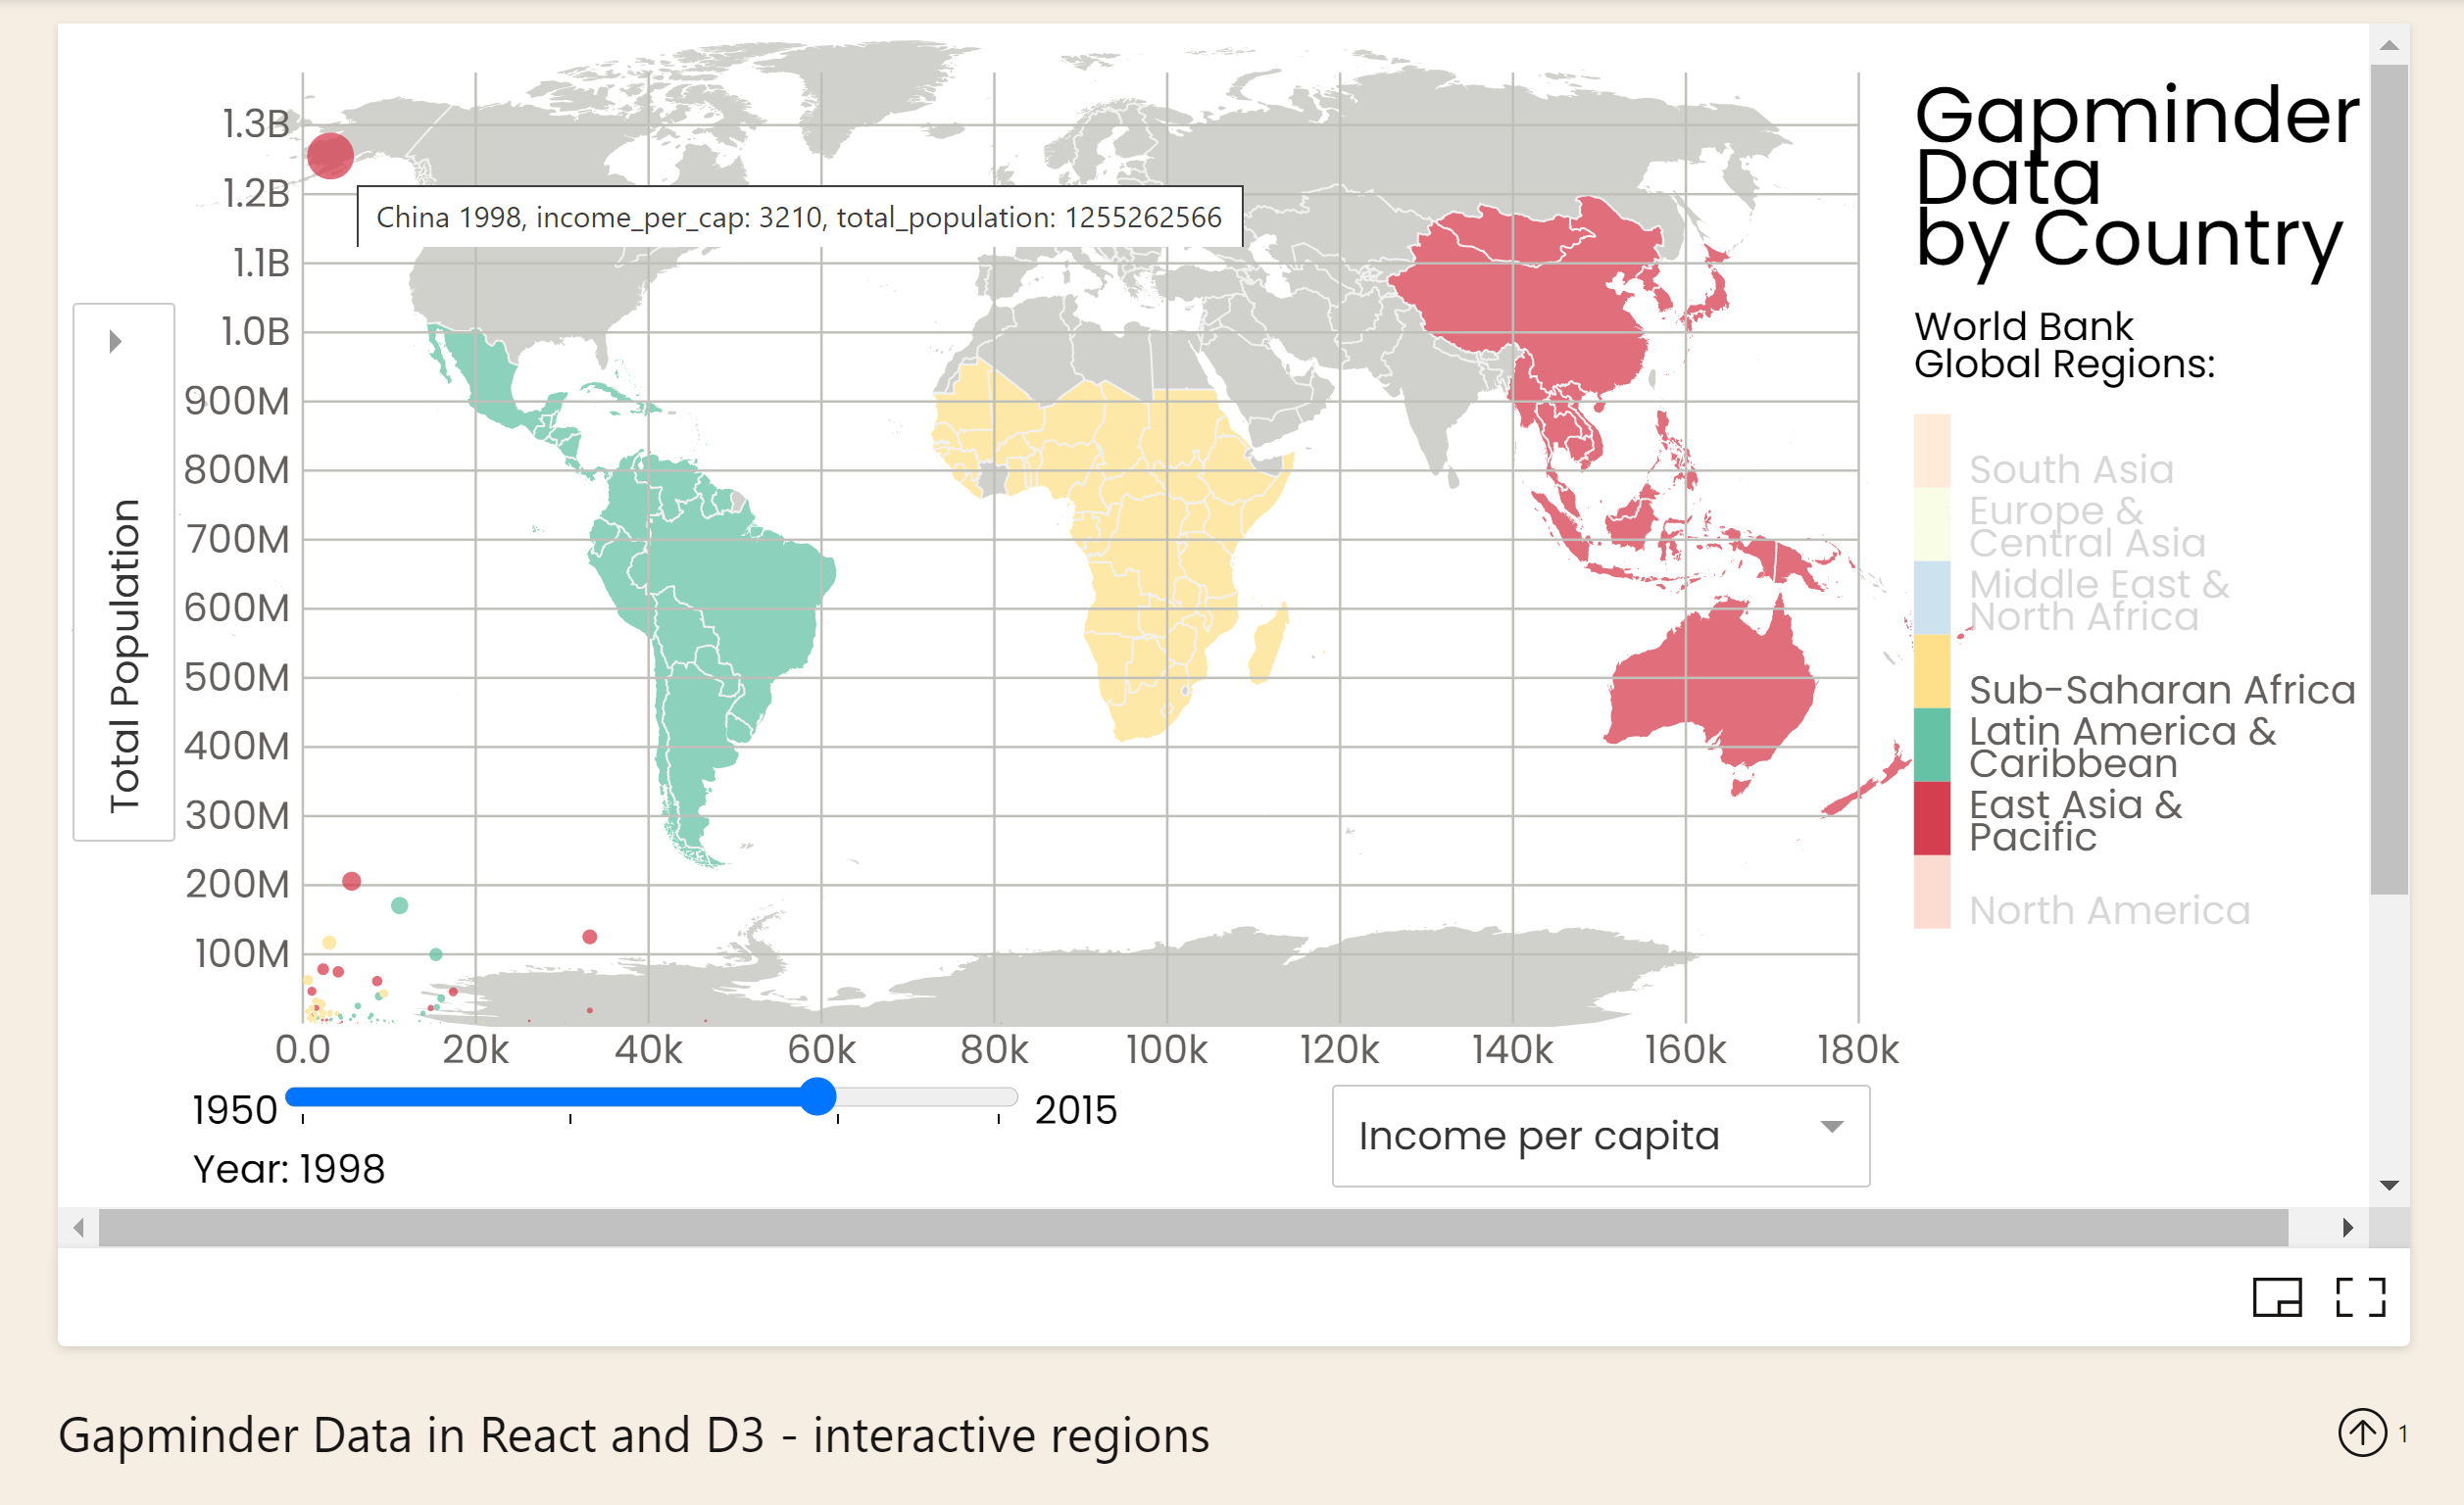 Gapminder
Data
by Country
World Bank
Global Regions:
South Asia
Europe &
Central Asia
Middle East &
North Africa
Sub-Saharan Africa
Latin America &
Caribbean
East Asia &
Pacific
North America
1.3B
1.2B
1.1B
1.0B
900M
800M
700M
600M
500M
400M
300M
200M
100M
Total Population
China 1998, income_per_cap: 3210, total_population: 1255262566
0.0 20k 40k 60k 80k 100k 120k 140k 160k 180k
1950 2015
Year: 1998
Income per capita
Gapminder Data in React and D3 - interactive regions
1